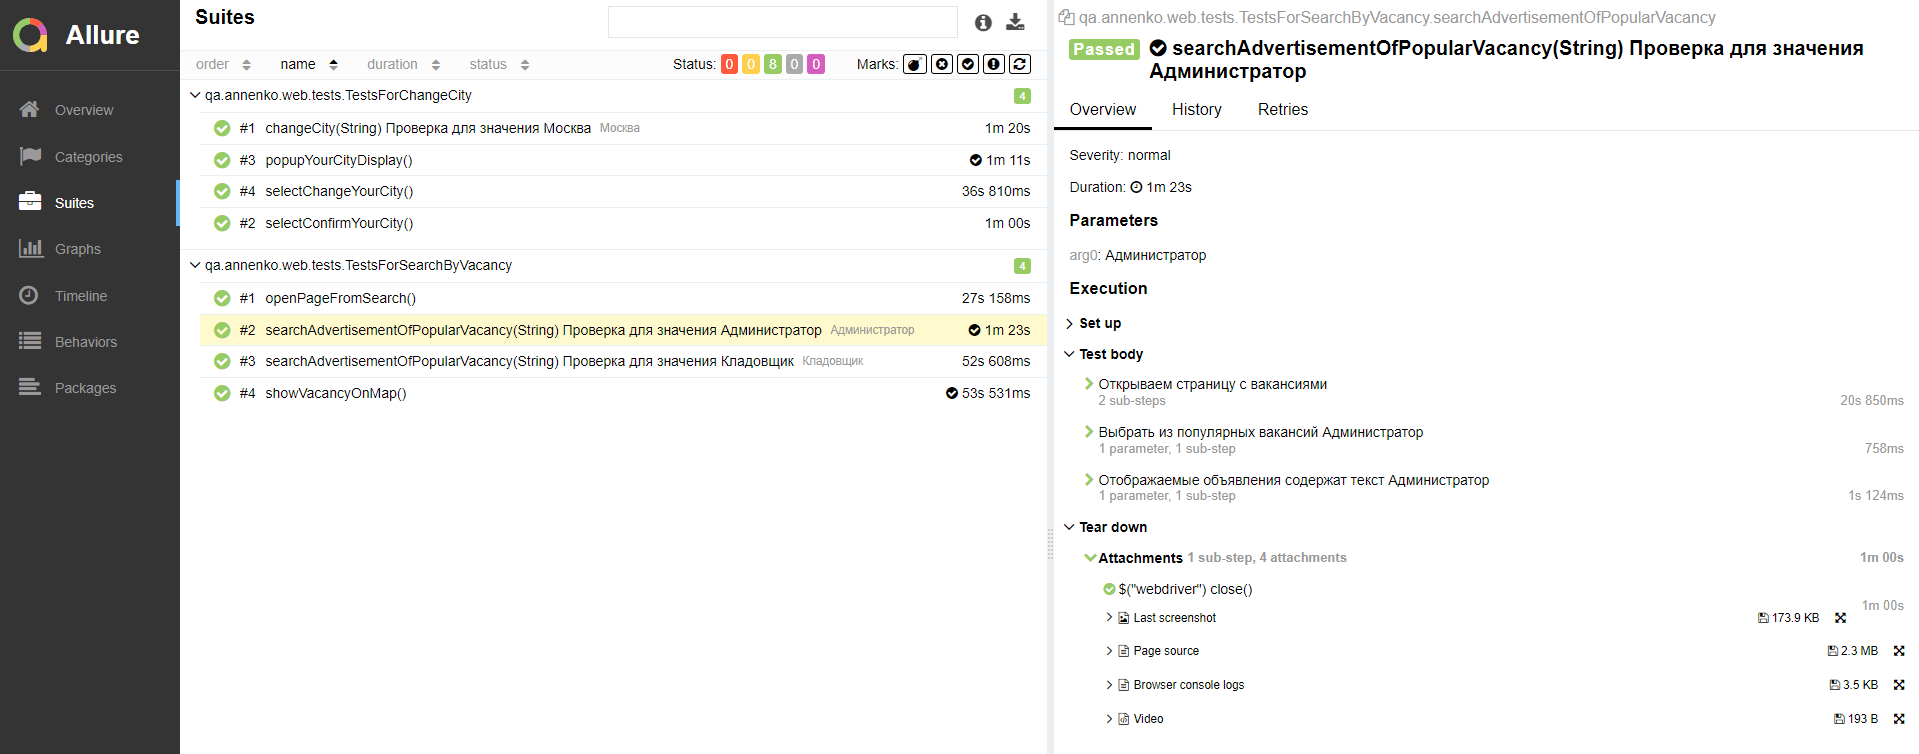 Allure
Overview
Categories
Suites
Graphs
Timeline
Behaviors
Packages
Suites
order name duration status Status: 0 0 8 0 0 Marks:
qa.annenko.web.tests.TestsForChangeCity 4
#1 changeCity(String) Проверка для значения Москва Москва 1m 20s
#3 popupYourCityDisplay() 1m 11s
#4 selectChangeYourCity() 36s 810ms
#2 selectConfirmYourCity() 1m 00s
qa.annenko.web.tests.TestsForSearchByVacancy 4
#1 openPageFromSearch() 27s 158ms
#2 searchAdvertisementOfPopularVacancy(String) Проверка для значения Администратор Администратор 1m 23s
#3 searchAdvertisementOfPopularVacancy(String) Проверка для значения Кладовщик Кладовщик 52s 608ms
#4 showVacancyOnMap() 53s 531ms
qa.annenko.web.tests.TestsForSearchByVacancy.searchAdvertisementOfPopularVacancy
Passed searchAdvertisementOfPopularVacancy(String) Проверка для значения
Администратор
Overview History Retries
Severity: normal
Duration: 1m 23s
Parameters
arg0: Администратор
Execution
Set up
Test body
Открываем страницу с вакансиями
2 sub-steps 20s 850ms
Выбрать из популярных вакансий Администратор
1 parameter, 1 sub-step 758ms
Отображаемые объявления содержат текст Администратор
1 parameter, 1 sub-step 1s 124ms
Tear down
Attachments 1 sub-step, 4 attachments 1m 00s
$("webdriver") close()
1m 00s
Last screenshot 173.9 KB
Page source 2.3 MB
Browser console logs 3.5 KB
Video 193 B